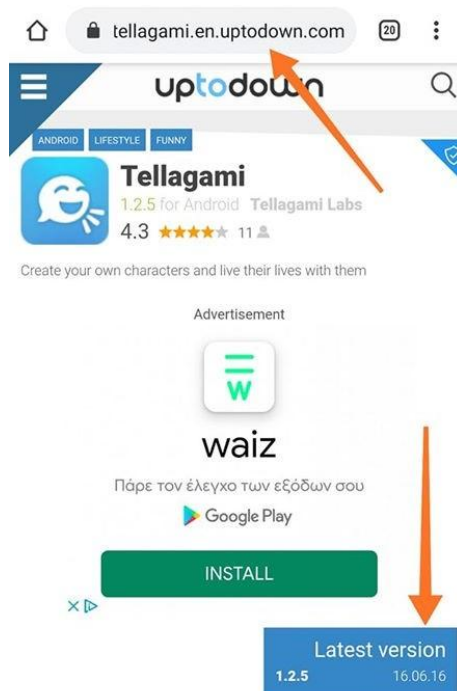 tellagami.en.uptodown.com 20
uptodown
ANDROID LIFESTYLE FUNNY
Tellagami
1.2.5 for Android Tellagami Labs
4.3 11
Create your own characters and live their lives with them
Advertisement
w
waiz
Πάρε τον έλεγχο των εξόδων σου
Google Play
INSTALL
Latest version
1.2.5 16.06.16